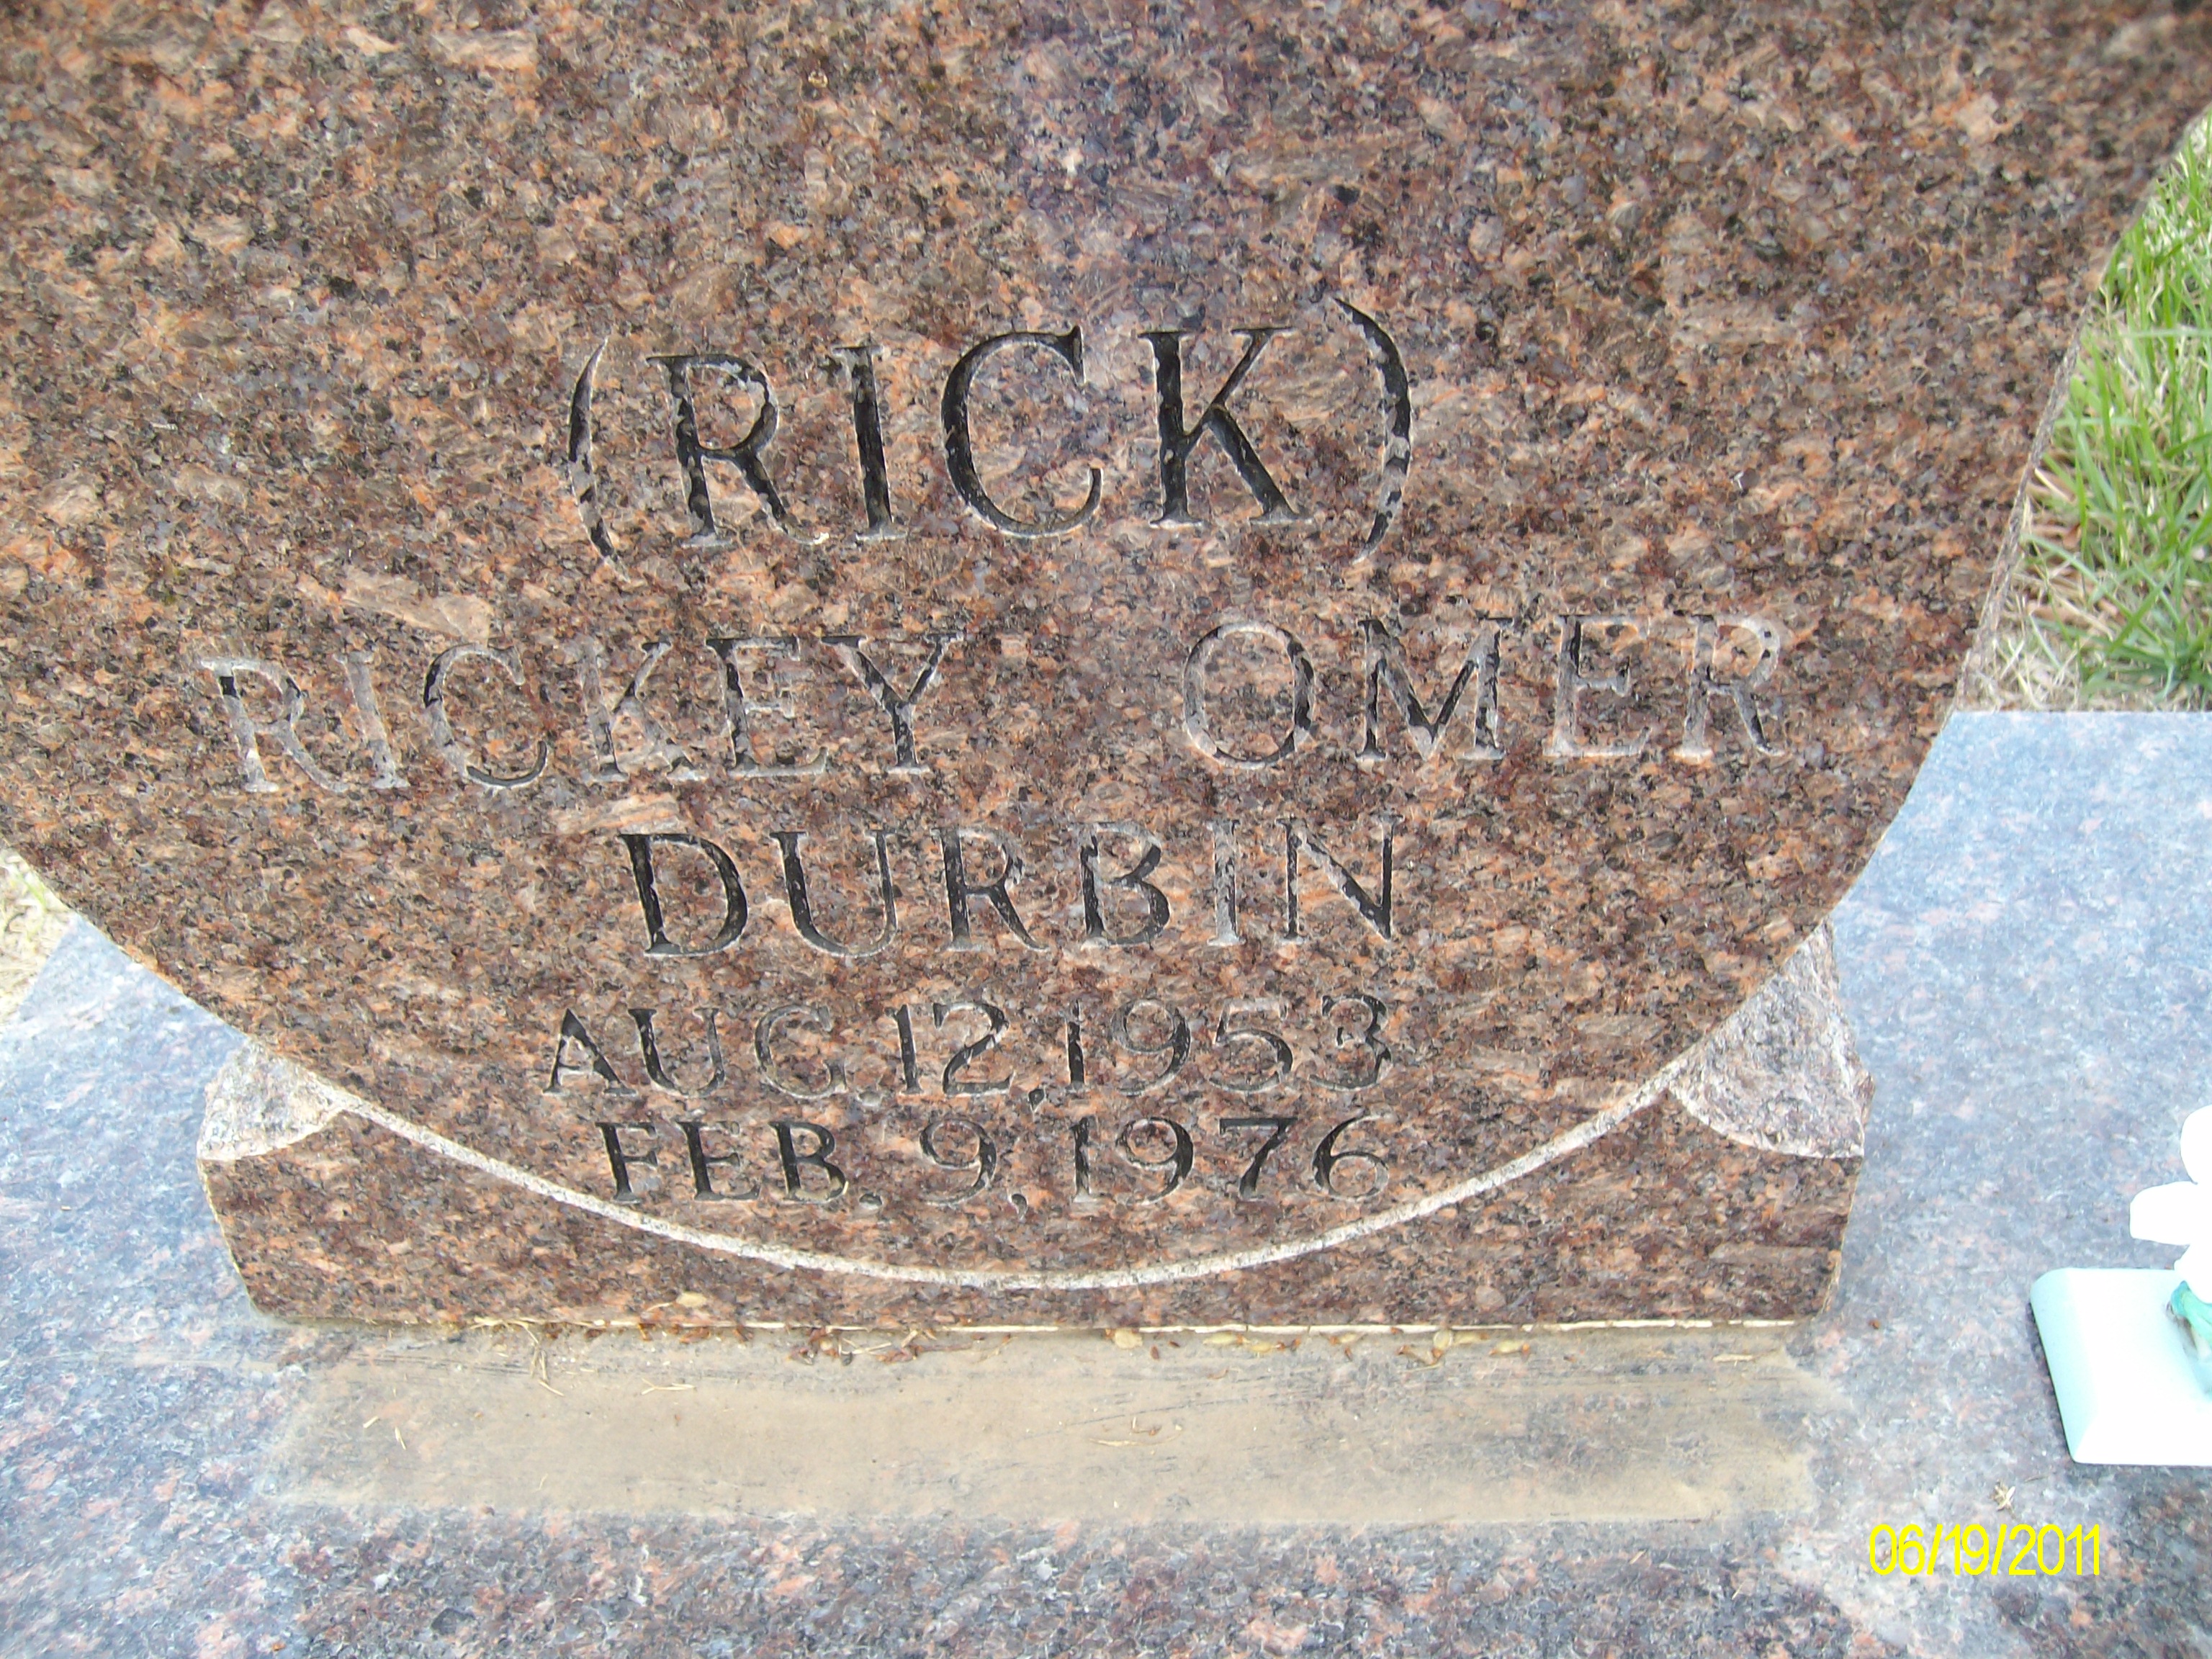 (RICK)
RICKEY OMER
DURBIN
AUG. 12, 1953
FEB. 9, 1976
06/19/2011